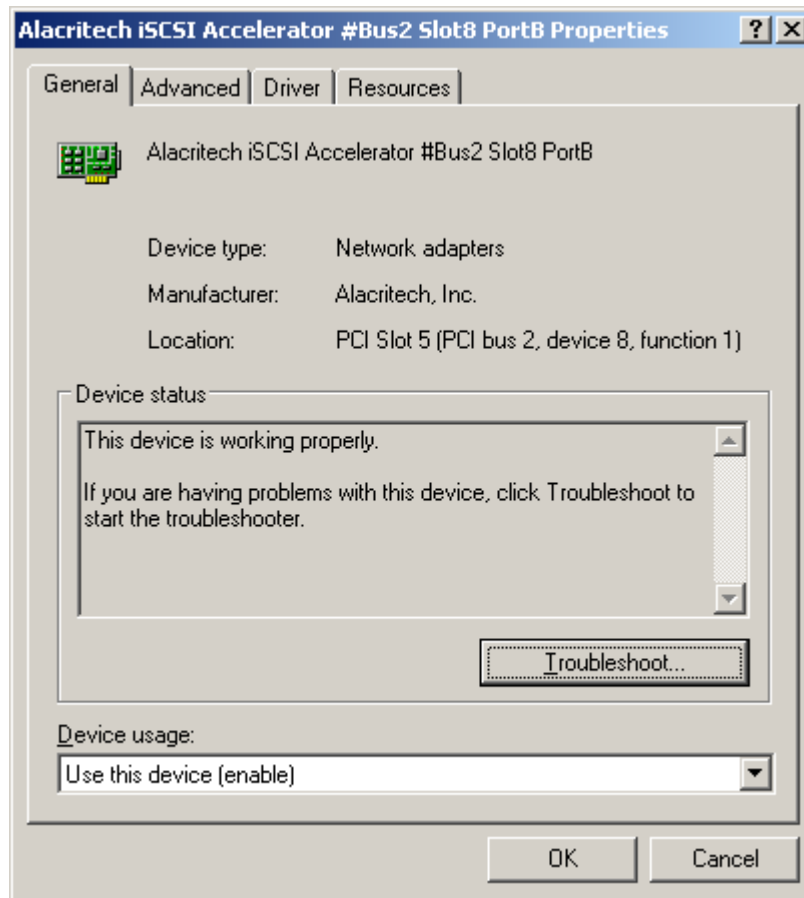 Alacritech iSCSI Accelerator #Bus2 Slot8 PortB Properties
General Advanced Driver Resources
Alacritech iSCSI Accelerator #Bus2 Slot8 PortB
Device type: Network adapters
Manufacturer: Alacritech, Inc.
Location: PCI Slot 5 (PCI bus 2, device 8, function 1)
Device status
This device is working properly.
If you are having problems with this device, click Troubleshoot to
start the troubleshooter.
Troubleshoot...
Device usage:
Use this device (enable)
OK Cancel